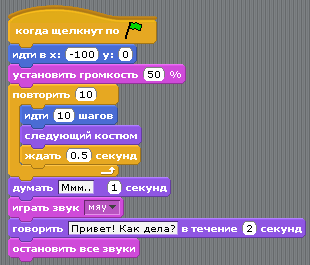 когда щелкнут по
идти в x: -100 y: 0
установить громкость 50 %
повторить 10
идти 10 шагов
следующий костюм
ждать 0.5 секунд
думать Ммм.. 1 секунд
играть звук мяу
говорить Привет! Как дела? в течение 2 секунд
остановить все звуки